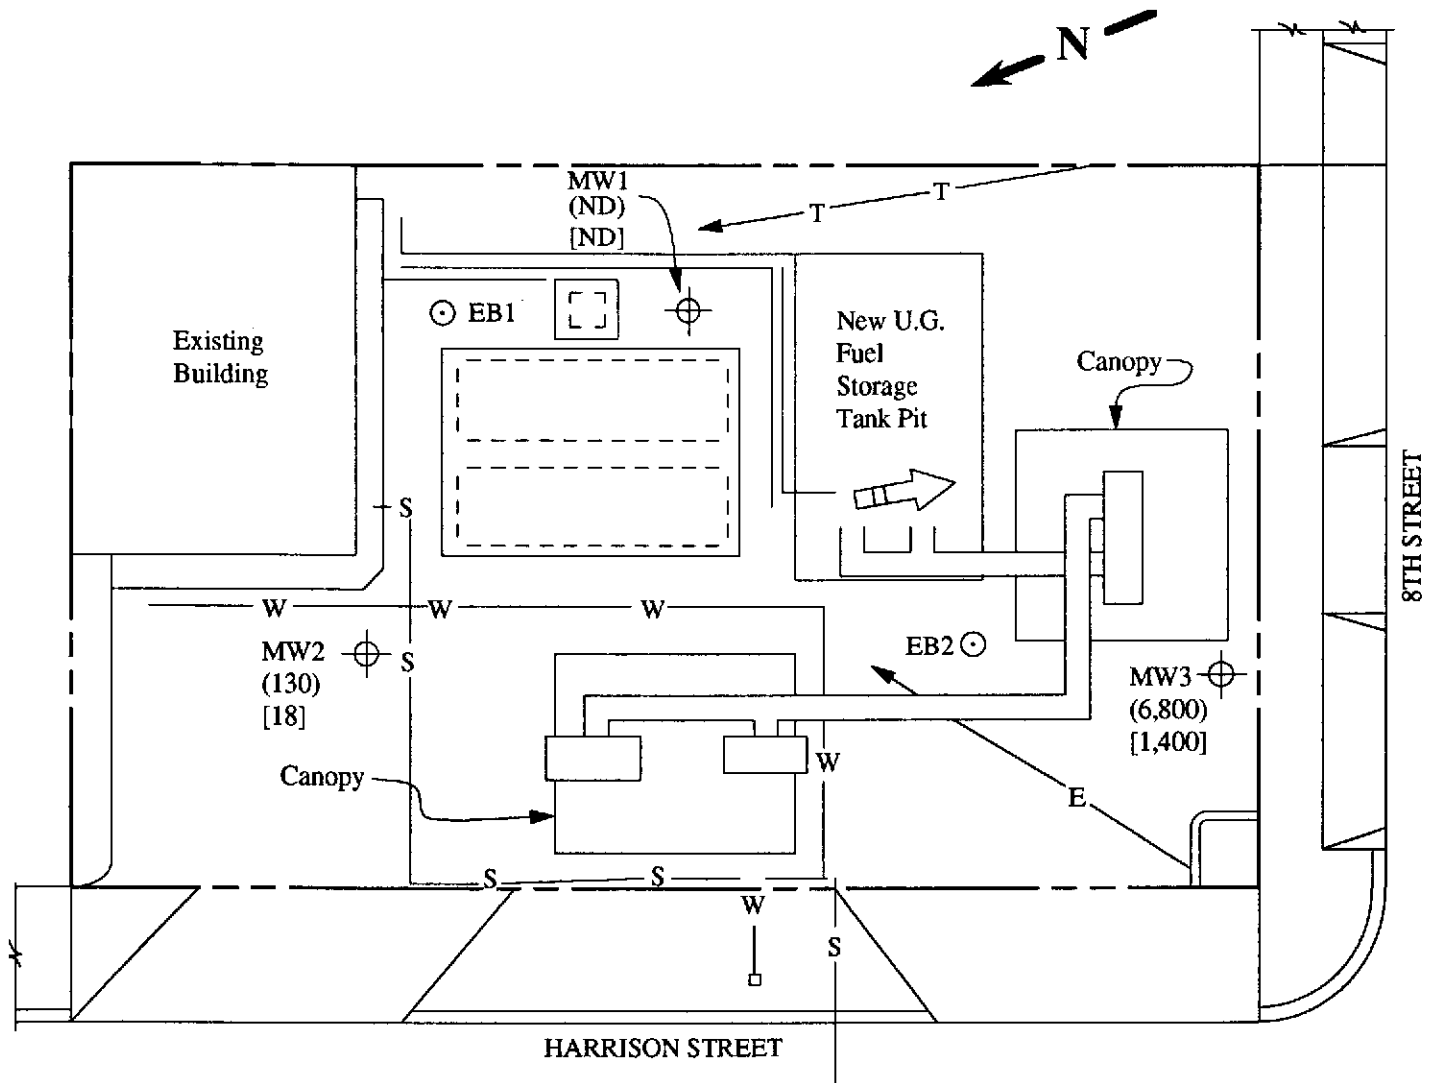 N
MW1
(ND)
[ND]
T
T
EB1
Existing
Building
New U.G.
Fuel
Storage
Tank Pit
Canopy
S
8TH STREET
W
W
W
MW2
(130)
[18]
S
EB2
MW3
(6,800)
[1,400]
W
Canopy
E
S
S
W
S
HARRISON STREET